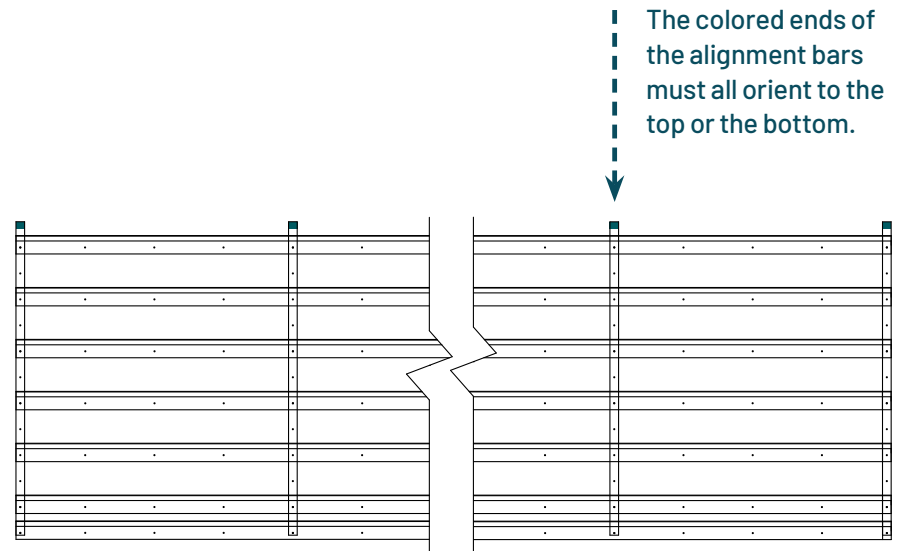 The colored ends of
the alignment bars
must all orient to the
top or the bottom.